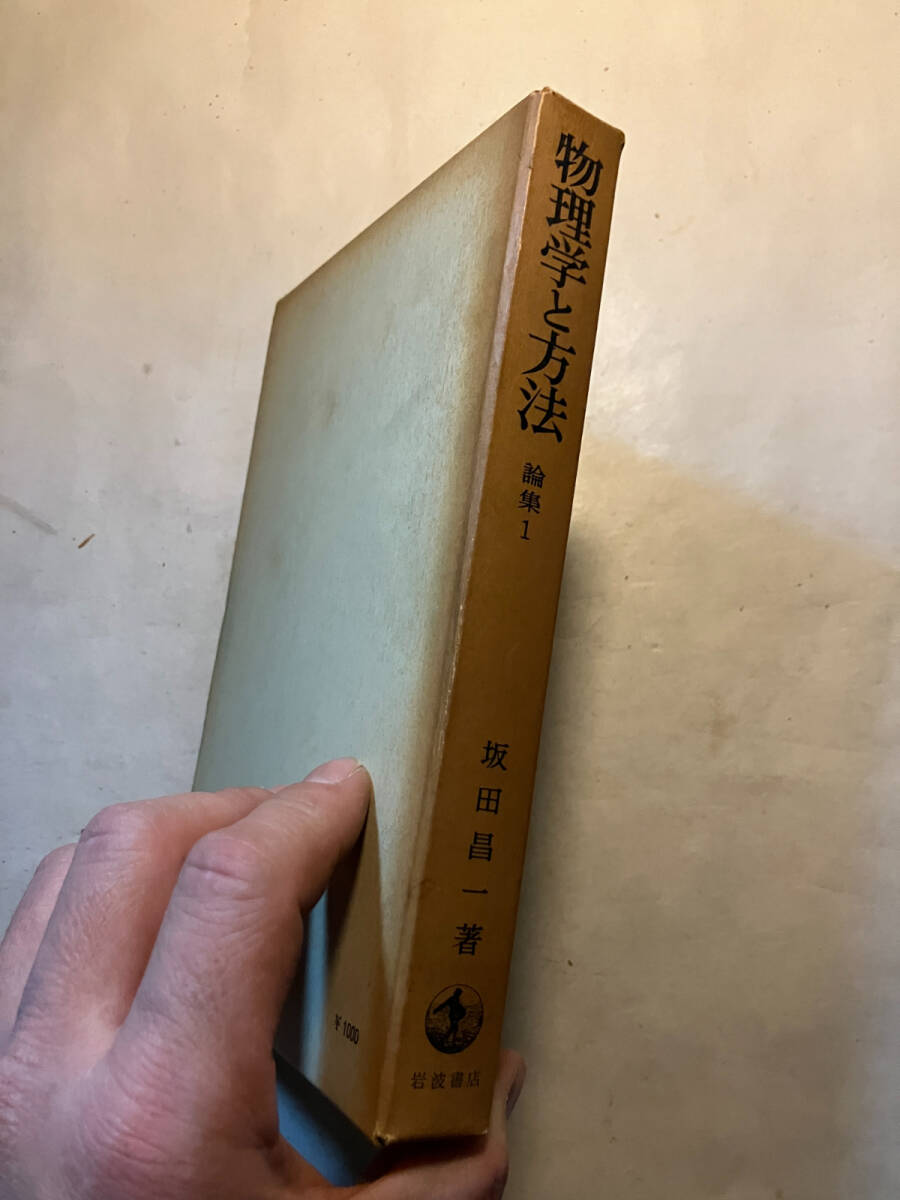 物理学と方法
論集1
坂田昌一著
岩波書店
¥1000